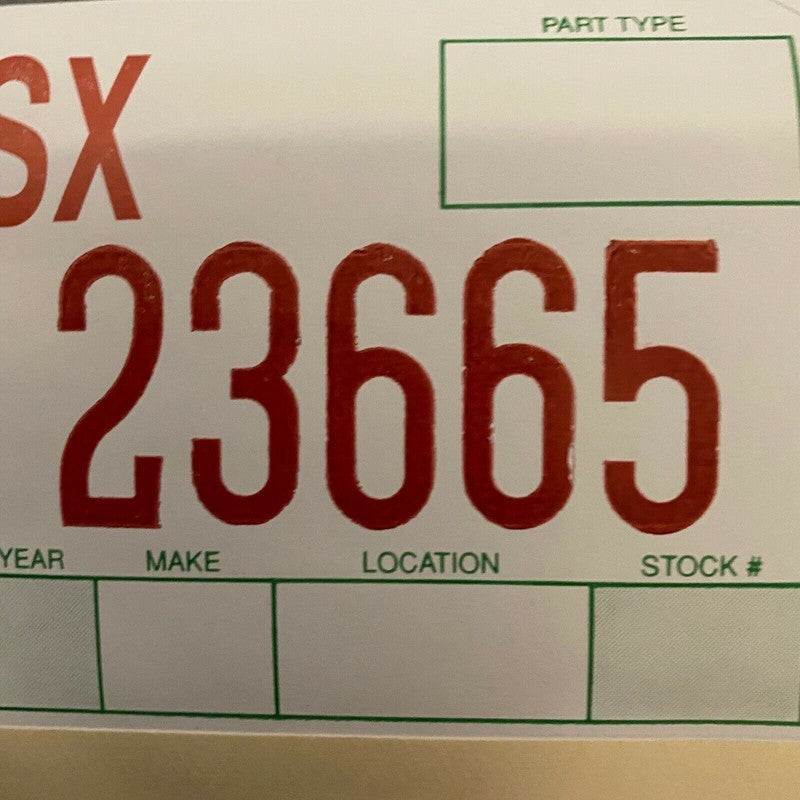 PART TYPE
SX
23665
YEAR MAKE LOCATION STOCK #